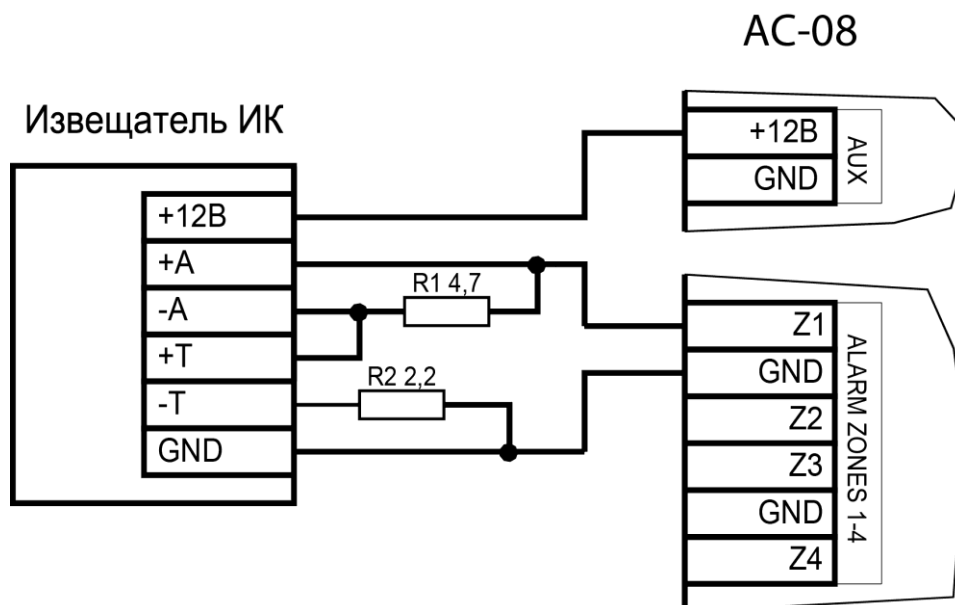 AC-08
Извещатель ИК
+12В
GND
AUX
+12В
+A
-A
+T
-T
GND
R1 4,7
R2 2,2
Z1
GND
Z2
Z3
GND
Z4
ALARM ZONES 1-4